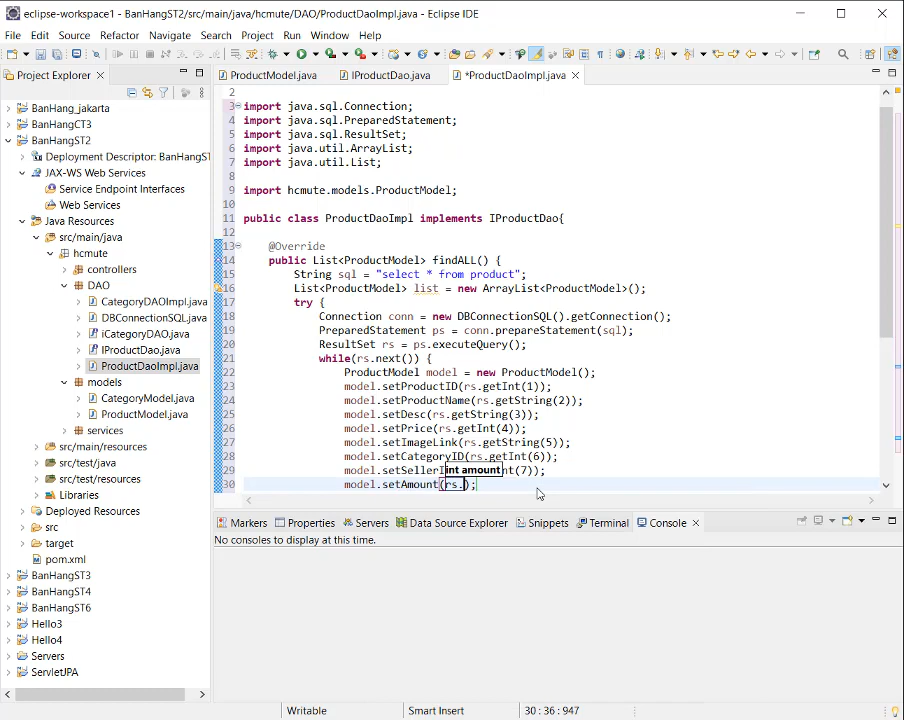 eclipse-workspace1 - BanHangST2/src/main/java/hcmute/DAO/ProductDaoImpl.java - Eclipse IDE
File Edit Source Refactor Navigate Search Project Run Window Help
Project Explorer
ProductModel.java
IProductDao.java
*ProductDaoImpl.java
BanHang_jakarta
BanHangCT3
BanHangST2
Deployment Descriptor: BanHangST
JAX-WS Web Services
Service Endpoint Interfaces
Web Services
Java Resources
src/main/java
hcmute
controllers
DAO
CategoryDAOImpl.java
DBConnectionSQL.java
iCategoryDAO.java
IProductDao.java
ProductDaoImpl.java
models
CategoryModel.java
ProductModel.java
services
src/main/resources
src/test/java
src/test/resources
Libraries
Deployed Resources
src
target
pom.xml
BanHangST3
BanHangST4
BanHangST6
Hello3
Hello4
Servers
ServletJPA
2
3 import java.sql.Connection;
4 import java.sql.PreparedStatement;
5 import java.sql.ResultSet;
6 import java.util.ArrayList;
7 import java.util.List;
8
9 import hcmute.models.ProductModel;
10
11 public class ProductDaoImpl implements IProductDao{
12
13 @Override
14 public List<ProductModel> findALL() {
15 String sql = "select * from product";
16 List<ProductModel> list = new ArrayList<ProductModel>();
17 try {
18 Connection conn = new DBConnectionSQL().getConnection();
19 PreparedStatement ps = conn.prepareStatement(sql);
20 ResultSet rs = ps.executeQuery();
21 while(rs.next()) {
22 ProductModel model = new ProductModel();
23 model.setProductID(rs.getInt(1));
24 model.setProductName(rs.getString(2));
25 model.setDesc(rs.getString(3));
26 model.setPrice(rs.getInt(4));
27 model.setImageLink(rs.getString(5));
28 model.setCategoryID(rs.getInt(6));
29 model.setSellerI int amount nt(7));
30 model.setAmount(rs.);
Markers Properties Servers Data Source Explorer Snippets Terminal Console
No consoles to display at this time.
Writable Smart Insert 30 : 36 : 947